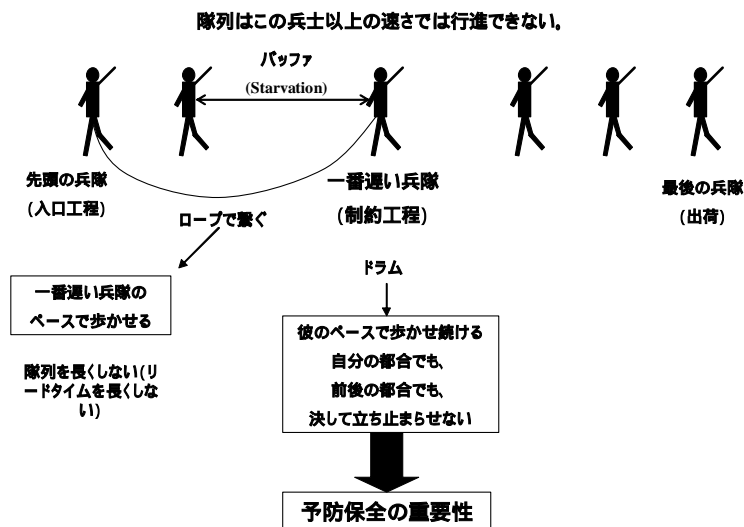 隊列はこの兵士以上の速さでは行進できない。
バッファ
(Starvation)
先頭の兵隊
(入口工程)
一番遅い兵隊
(制約工程)
最後の兵隊
(出荷)
ロープで繋ぐ
ドラム
一番遅い兵隊の
ペースで歩かせる
彼のペースで歩かせ続ける
自分の都合でも、
前後の都合でも、
決して立ち止まらせない
隊列を長くしない(リ
ードタイムを長くしな
い)
予防保全の重要性